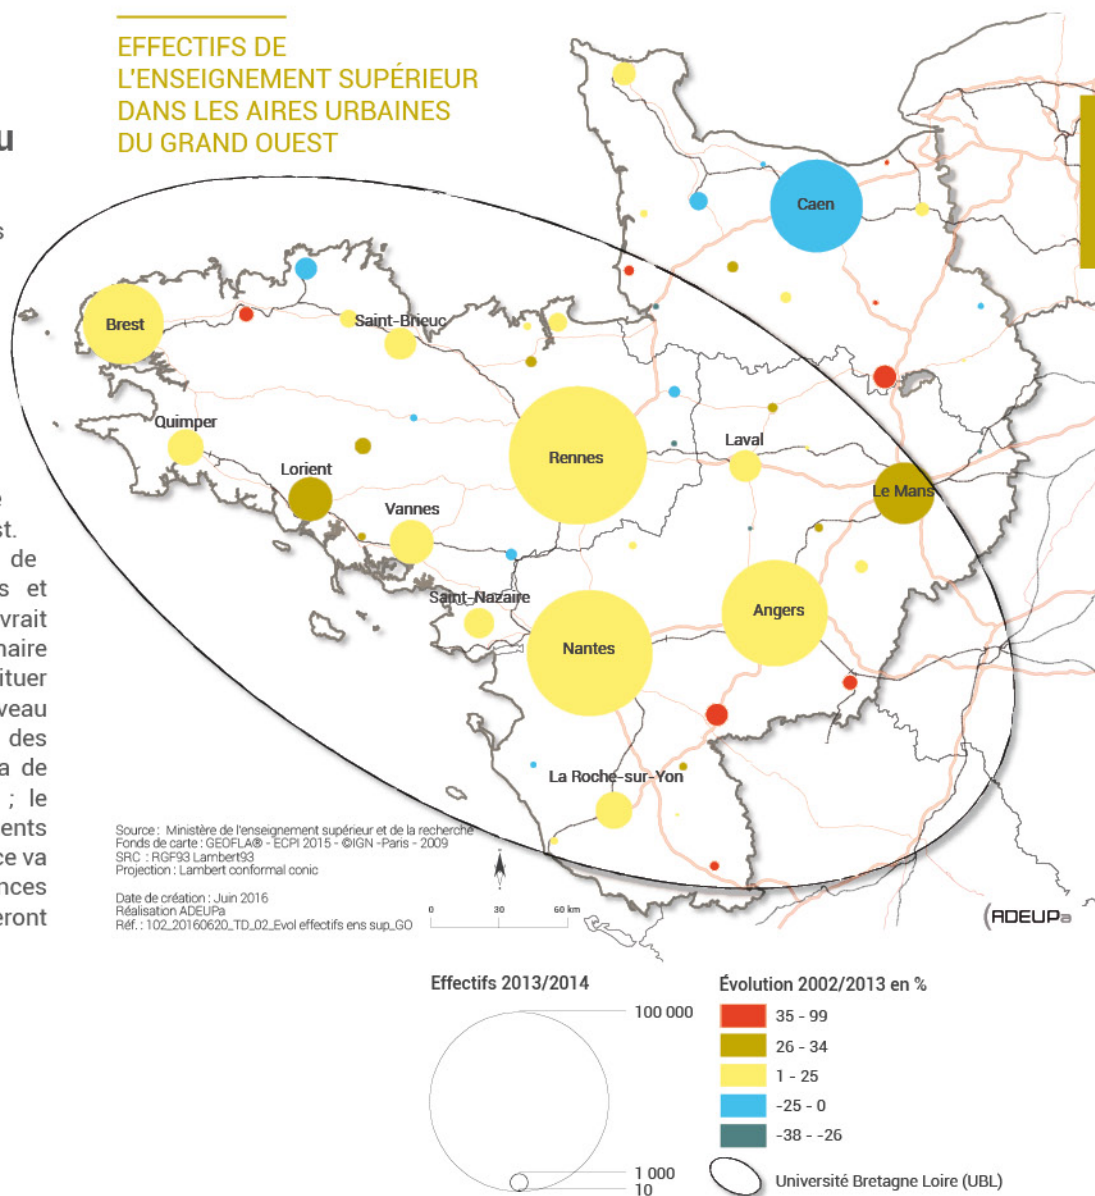 EFFECTIFS DE
L'ENSEIGNEMENT SUPÉRIEUR
DANS LES AIRES URBAINES
DU GRAND OUEST
u
s
e
st.
de
s et
vrait
naire
ituer
veau
des
a de
; le
ents
ce va
nces
eront
Caen
Brest
Saint-Brieuc
Quimper
Lorient
Vannes
Rennes
Laval
Le Mans
Saint-Nazaire
Nantes
Angers
La Roche-sur-Yon
Source : Ministère de l'enseignement supérieur et de la recherche
Fonds de carte : GEOFLA® - ECPI 2015 - ©IGN -Paris - 2009
SRC : RGF93 Lambert93
Projection : Lambert conformal conic
Date de création : Juin 2016
Réalisation ADEUPa
Réf. : 102_20160620_TD_02_Evol effectifs ens sup_GO
N
0 30 60 km
ADEUPa
Effectifs 2013/2014
100 000
1 000
10
Évolution 2002/2013 en %
35 - 99
26 - 34
1 - 25
-25 - 0
-38 - -26
Université Bretagne Loire (UBL)